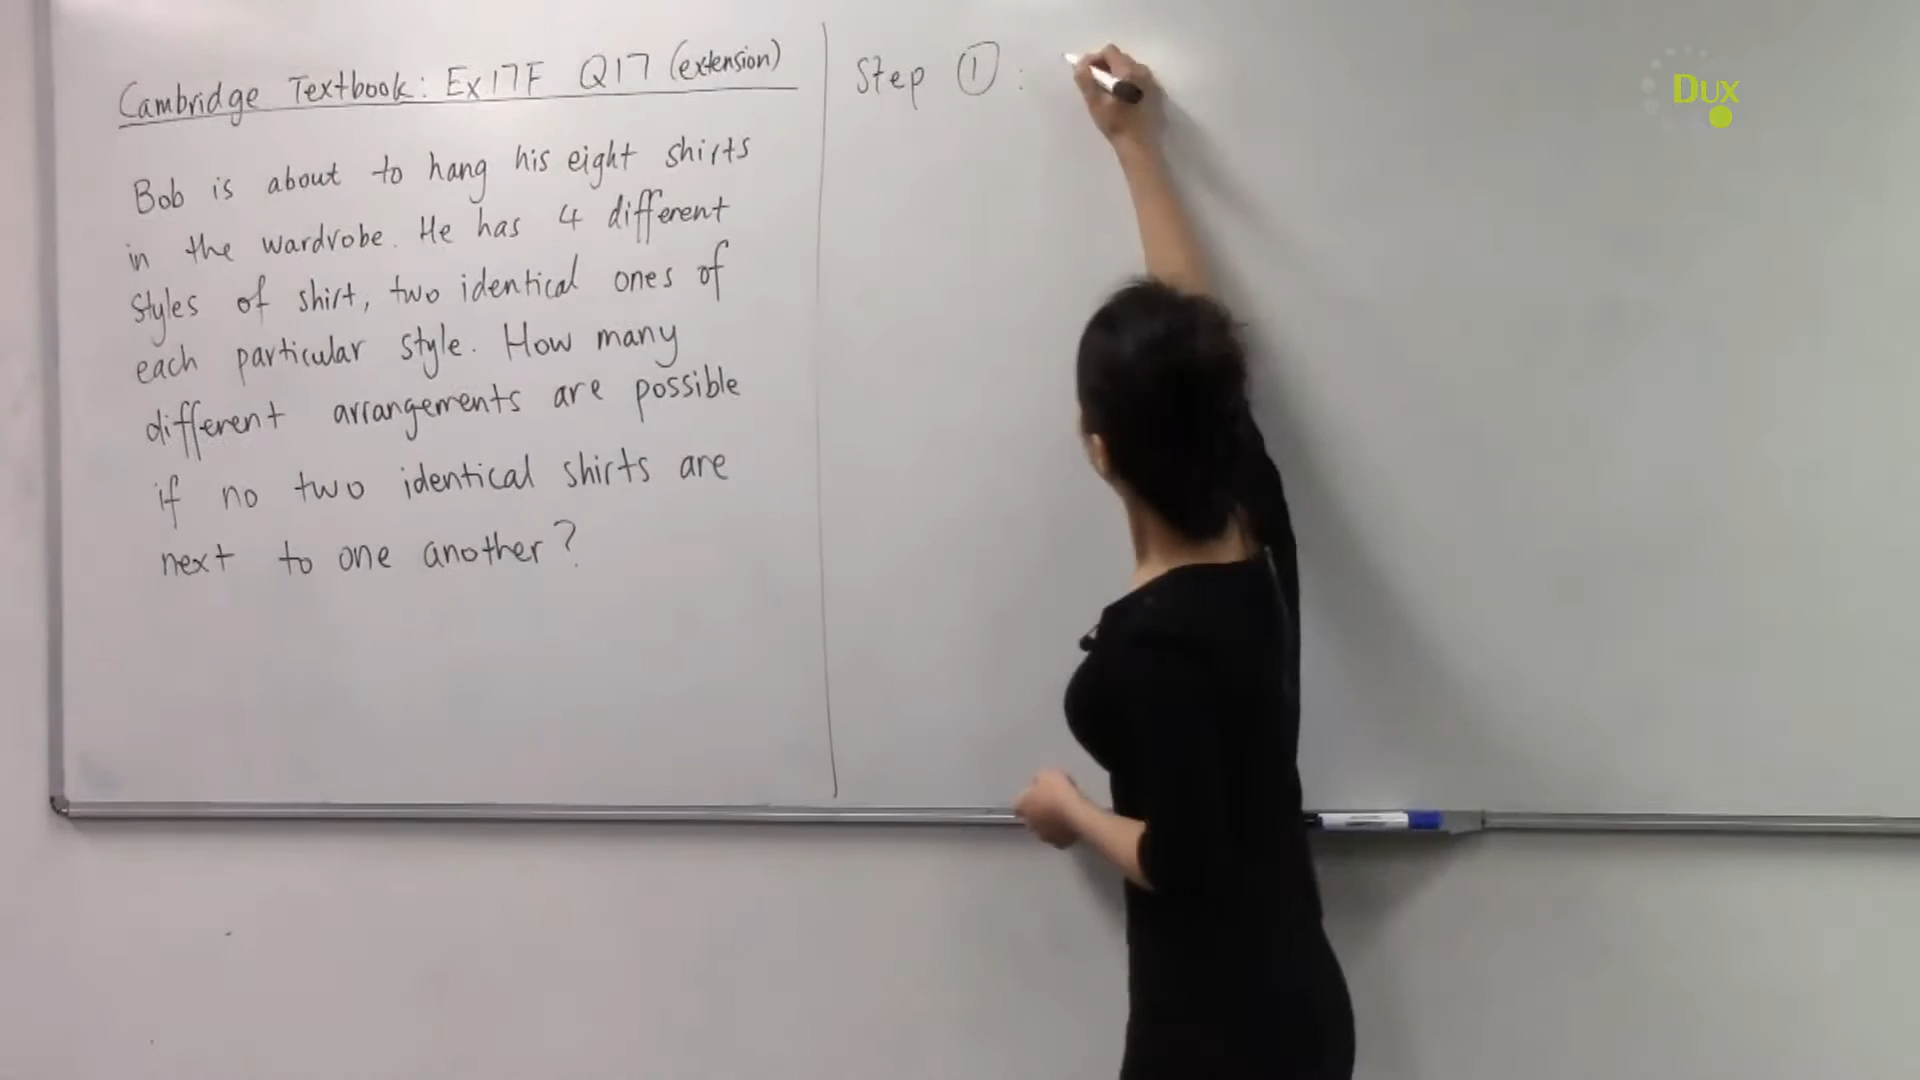 Cambridge Textbook: Ex17F Q17 (extension)
Bob is about to hang his eight shirts
in the wardrobe. He has 4 different
styles of shirt, two identical ones of
each particular style. How many
different arrangements are possible
if no two identical shirts are
next to one another?
Step ① :
DUX